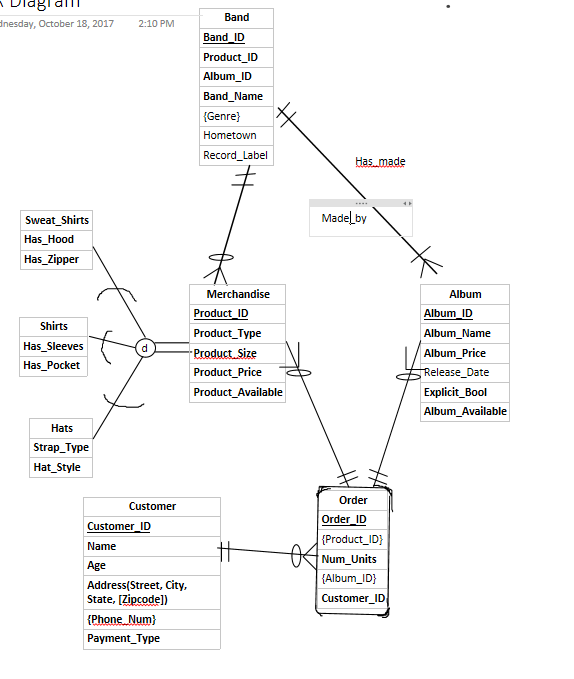 Diagram
dnesday, October 18, 2017 2:10 PM
Band
Band_ID
Product_ID
Album_ID
Band_Name
{Genre}
Hometown
Record_Label
Has_made
Made_by
Sweat_Shirts
Has_Hood
Has_Zipper
Shirts
Has_Sleeves
Has_Pocket
Hats
Strap_Type
Hat_Style
d
Merchandise
Product_ID
Product_Type
Product_Size
Product_Price
Product_Available
Album
Album_ID
Album_Name
Album_Price
Release_Date
Explicit_Bool
Album_Available
Customer
Customer_ID
Name
Age
Address(Street, City,
State, [Zipcode])
{Phone_Num}
Payment_Type
Order
Order_ID
{Product_ID}
Num_Units
{Album_ID}
Customer_ID